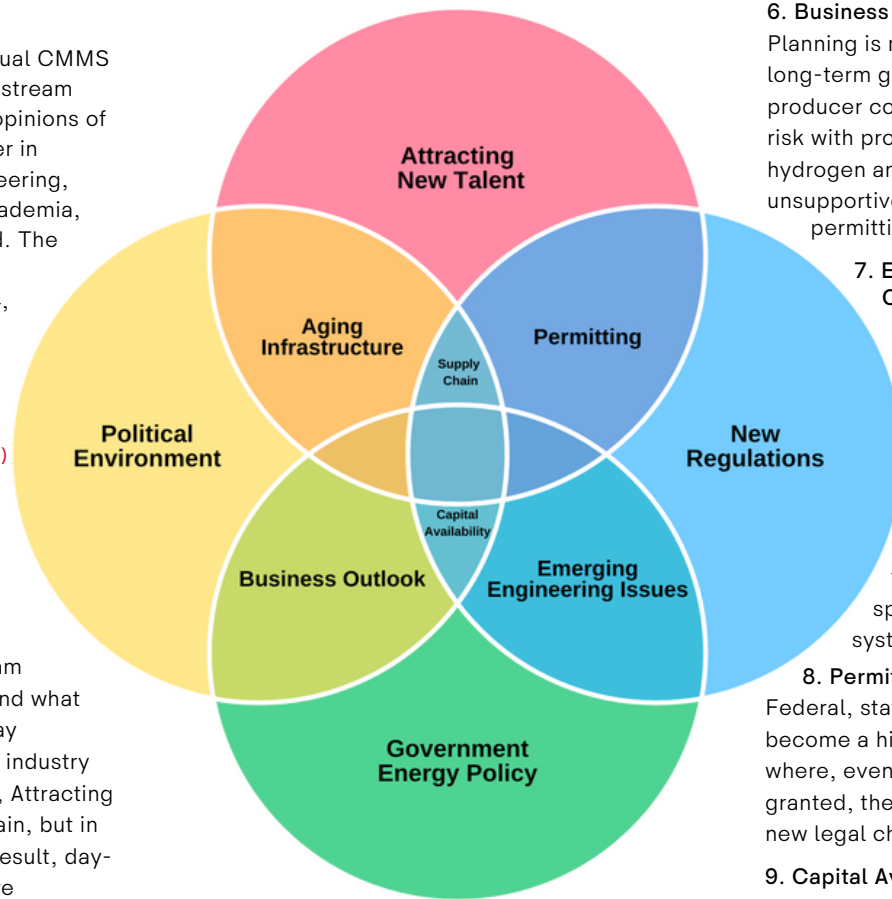 ual CMMS
stream
opinions of
er in
eering,
ademia,
d. The
,
)
am
nd what
ay
industry
, Attracting
ain, but in
esult, day-
e
Attracting
New Talent
Aging
Infrastructure
Supply
Chain
Permitting
Political
Environment
New
Regulations
Capital
Availability
Business Outlook
Emerging
Engineering Issues
Government
Energy Policy
6. Business
Planning is
long-term g
producer co
risk with pro
hydrogen
unsupportive
permitti
7. E
C
sp
syst
8. Permit
Federal, sta
become a hi
where, even
granted, the
new legal ch
9. Capital Av